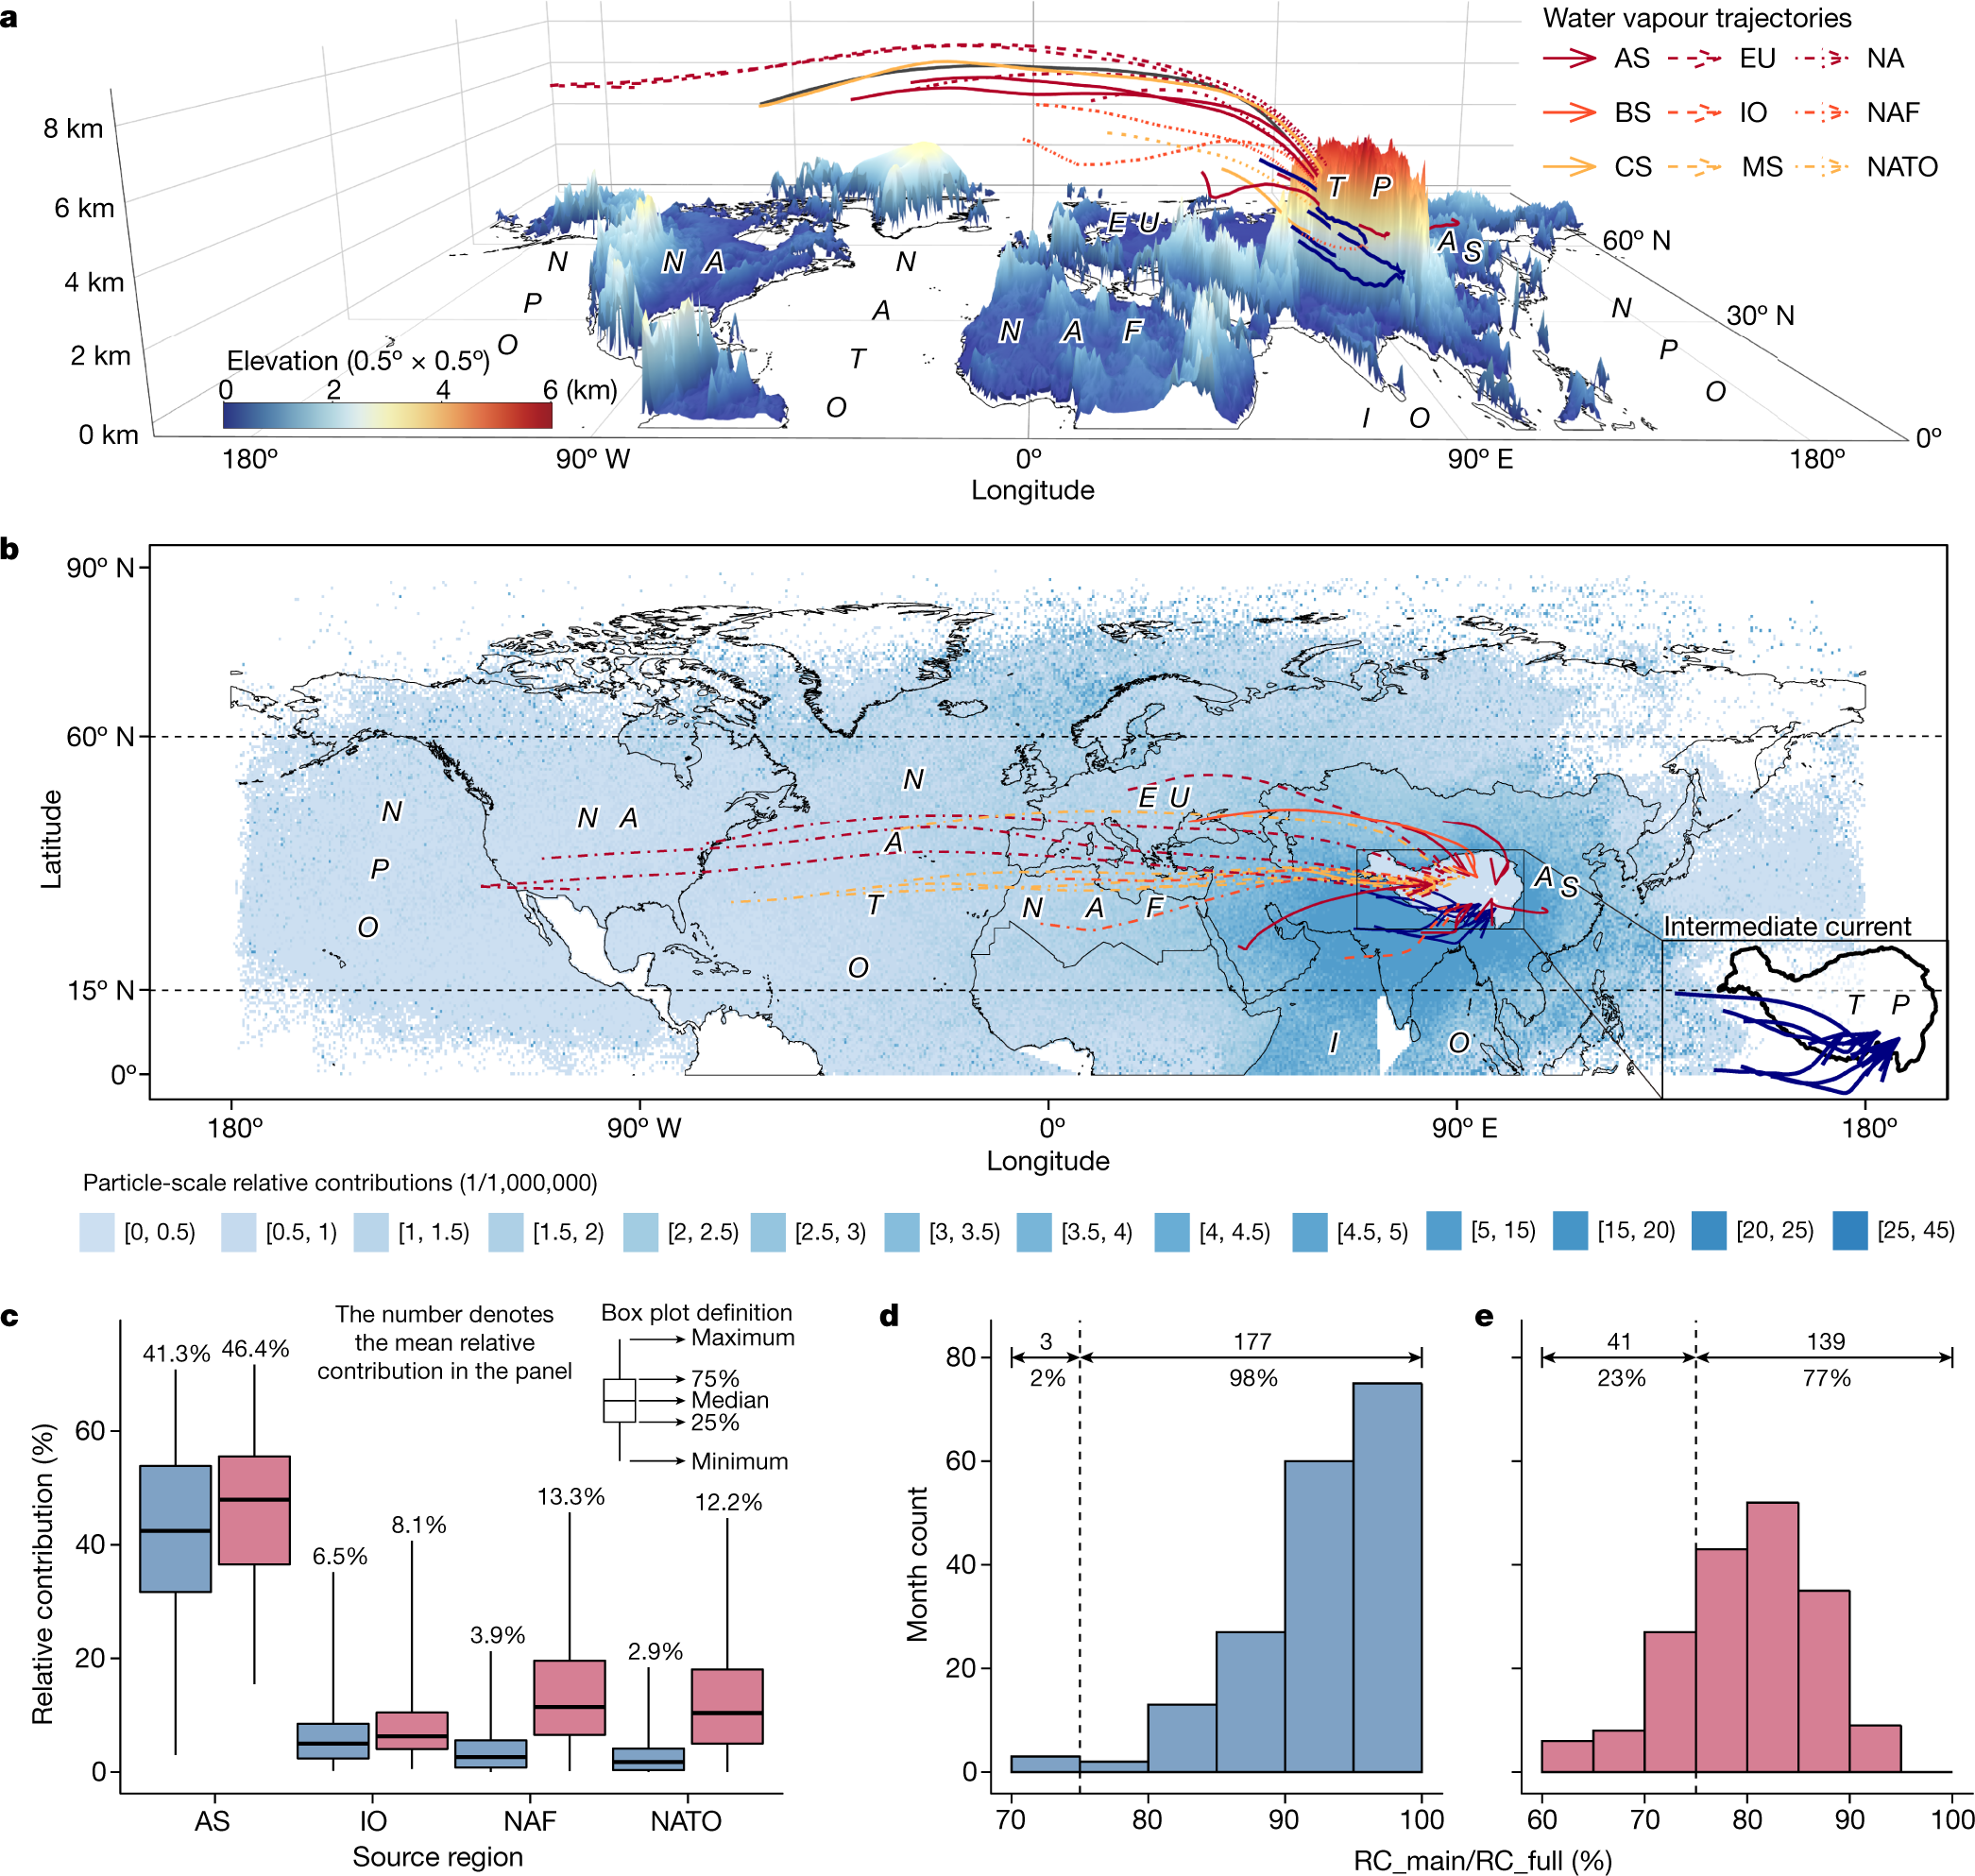 a
Water vapour trajectories
AS EU NA
BS IO NAF
CS MS NATO
8 km
6 km
4 km
2 km
0 km
T P
E U
A S
N A
N P O
N A T O
N A F
I O
N P O
60° N
30° N
0°
Elevation (0.5° × 0.5°)
0 2 4 6 (km)
180° 90° W 0° 90° E 180°
Longitude
b
90° N
60° N
15° N
0°
Latitude
N P O
N A
N A T O
E U
N A F
A S
I O
Intermediate current
T P
180° 90° W 0° 90° E 180°
Longitude
Particle-scale relative contributions (1/1,000,000)
[0, 0.5) [0.5, 1) [1, 1.5) [1.5, 2) [2, 2.5) [2.5, 3) [3, 3.5) [3.5, 4) [4, 4.5) [4.5, 5) [5, 15) [15, 20) [20, 25) [25, 45)
c
The number denotes
the mean relative
contribution in the panel
Box plot definition
Maximum
75%
Median
25%
Minimum
41.3% 46.4%
6.5% 8.1%
3.9% 13.3%
2.9% 12.2%
60
40
20
0
Relative contribution (%)
AS IO NAF NATO
Source region
d
3 177
2% 98%
80
60
40
20
0
Month count
70 80 90 100
e
41 139
23% 77%
60 70 80 90 100
RC_main/RC_full (%)